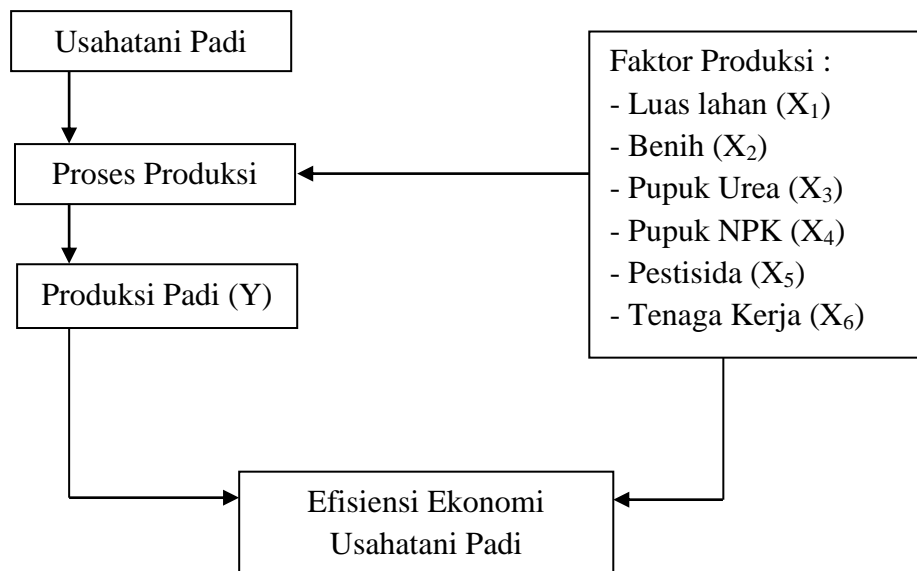 Usahatani Padi
Proses Produksi
Produksi Padi (Y)
Faktor Produksi :
- Luas lahan (X₁)
- Benih (X₂)
- Pupuk Urea (X₃)
- Pupuk NPK (X₄)
- Pestisida (X₅)
- Tenaga Kerja (X₆)
Efisiensi Ekonomi
Usahatani Padi